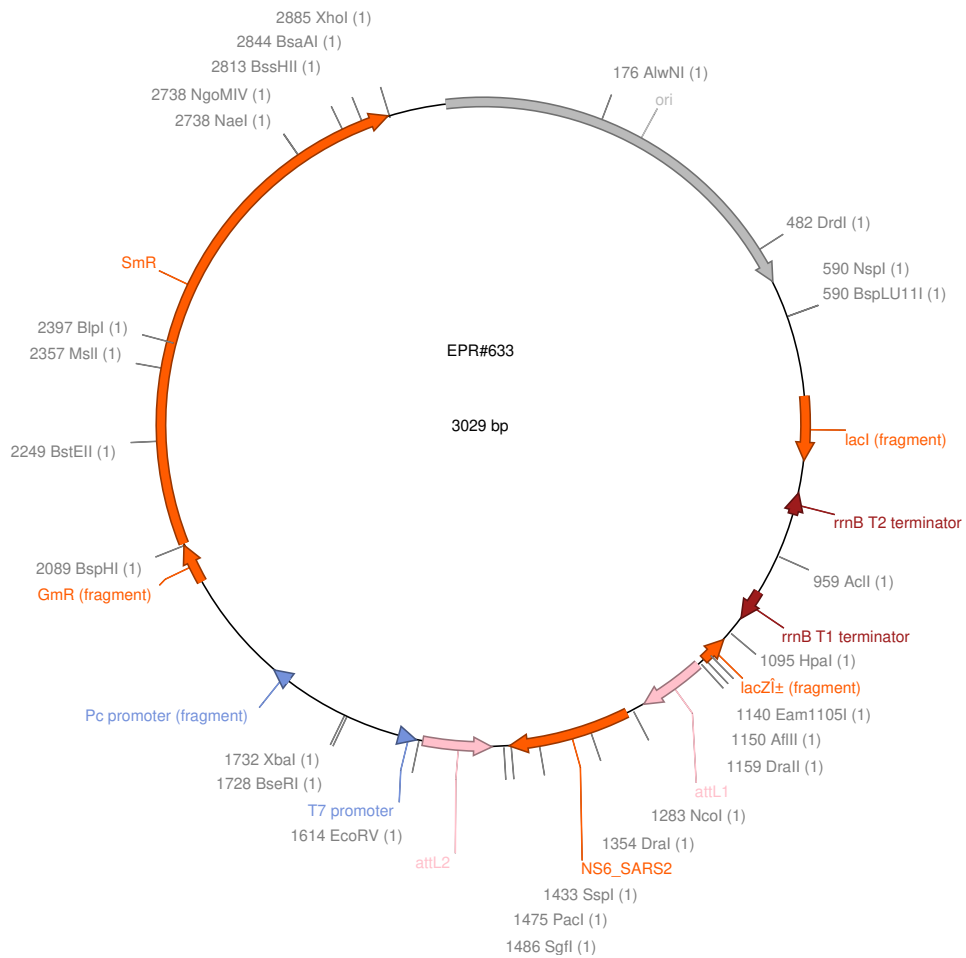 2885 XhoI (1)
2844 BsaAI (1)
2813 BssHII (1)
2738 NgoMIV (1)
2738 NaeI (1)
176 AlwNI (1)
ori
482 DrdI (1)
590 NspI (1)
590 BspLU11I (1)
SmR
2397 BlpI (1)
2357 MslI (1)
EPR#633
3029 bp
2249 BstEII (1)
lacI (fragment)
rrnB T2 terminator
2089 BspHI (1)
GmR (fragment)
959 AclI (1)
rrnB T1 terminator
1095 HpaI (1)
lacZÎ± (fragment)
1140 Eam1105I (1)
1150 AflII (1)
1159 DraII (1)
Pc promoter (fragment)
1732 XbaI (1)
1728 BseRI (1)
T7 promoter
1614 EcoRV (1)
attL2
attL1
1283 NcoI (1)
1354 DraI (1)
NS6_SARS2
1433 SspI (1)
1475 PacI (1)
1486 SgfI (1)